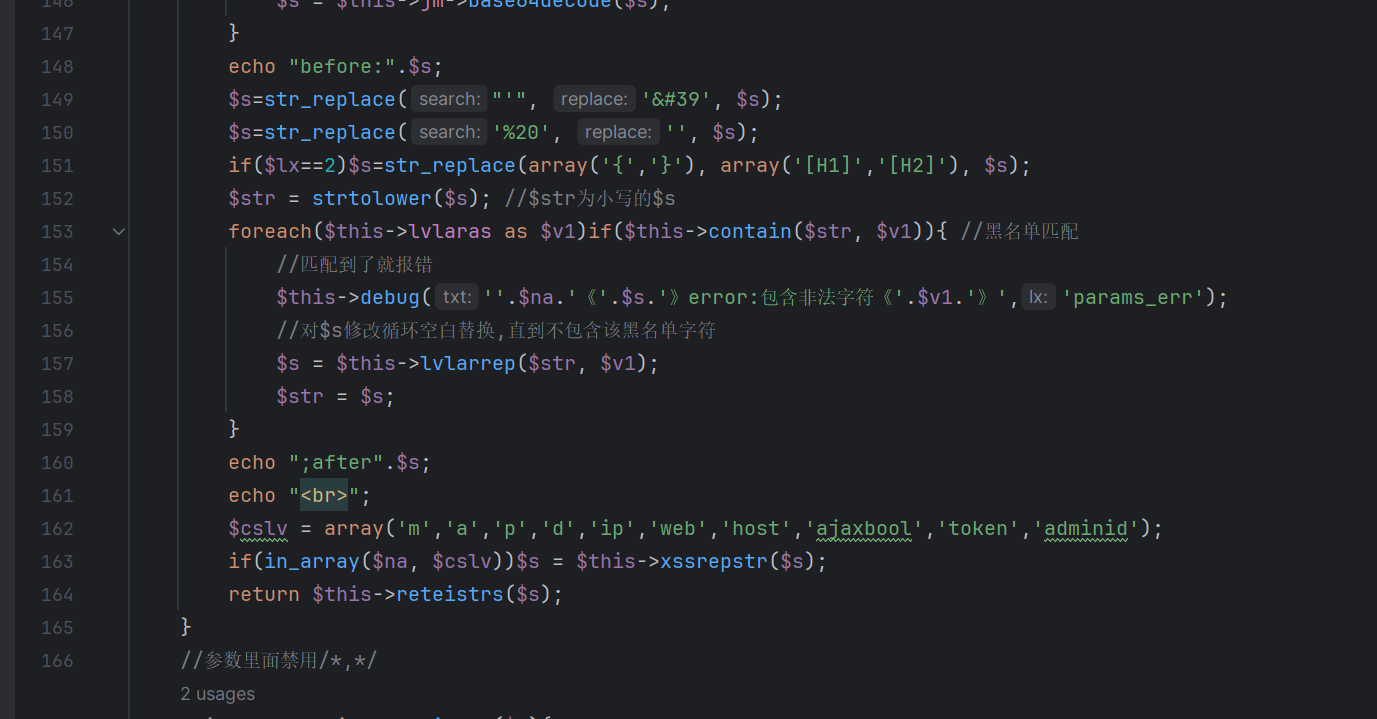 146 $s = $this->jm->base64decode($s);
147 }
148 echo "before:".$s;
149 $s=str_replace( search: "'", replace: '&#39', $s);
150 $s=str_replace( search: '%20', replace: '', $s);
151 if($lx==2)$s=str_replace(array('{','}'), array('[H1]','[H2]'), $s);
152 $str = strtolower($s); //$str为小写的$s
153 foreach($this->lvlaras as $v1)if($this->contain($str, $v1)){ //黑名单匹配
154 //匹配到了就报错
155 $this->debug( txt: ''.$na.'《'.$s.'》error:包含非法字符《'.$v1.'》', lx: 'params_err');
156 //对$s修改循环空白替换,直到不包含该黑名单字符
157 $s = $this->lvlarrep($str, $v1);
158 $str = $s;
159 }
160 echo ";after".$s;
161 echo "<br>";
162 $cslv = array('m','a','p','d','ip','web','host','ajaxbool','token','adminid');
163 if(in_array($na, $cslv))$s = $this->xssrepstr($s);
164 return $this->reteistrs($s);
165 }
166 //参数里面禁用/*,*/
2 usages